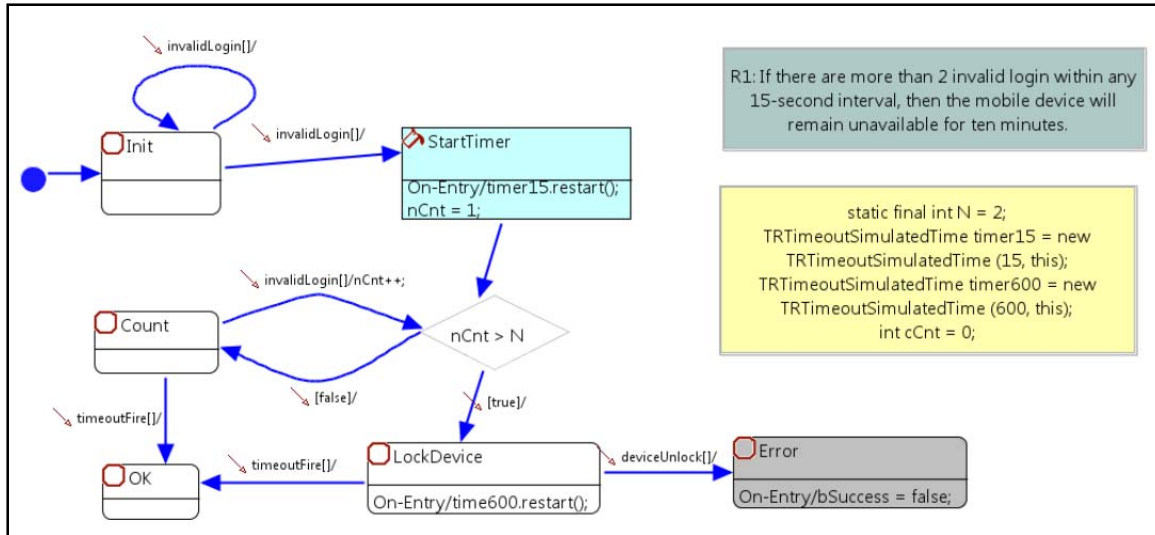 invalidLogin[]/
R1: If there are more than 2 invalid login within any
15-second interval, then the mobile device will
remain unavailable for ten minutes.
invalidLogin[]/
Init
StartTimer
On-Entry/timer15.restart();
nCnt = 1;
static final int N = 2;
TRTimeoutSimulatedTime timer15 = new
TRTimeoutSimulatedTime (15, this);
TRTimeoutSimulatedTime timer600 = new
TRTimeoutSimulatedTime (600, this);
int cCnt = 0;
invalidLogin[]/nCnt++;
Count
nCnt > N
[false]/
[true]/
timeoutFire[]/
LockDevice
On-Entry/time600.restart();
timeoutFire[]/
OK
deviceUnlock[]/
Error
On-Entry/bSuccess = false;